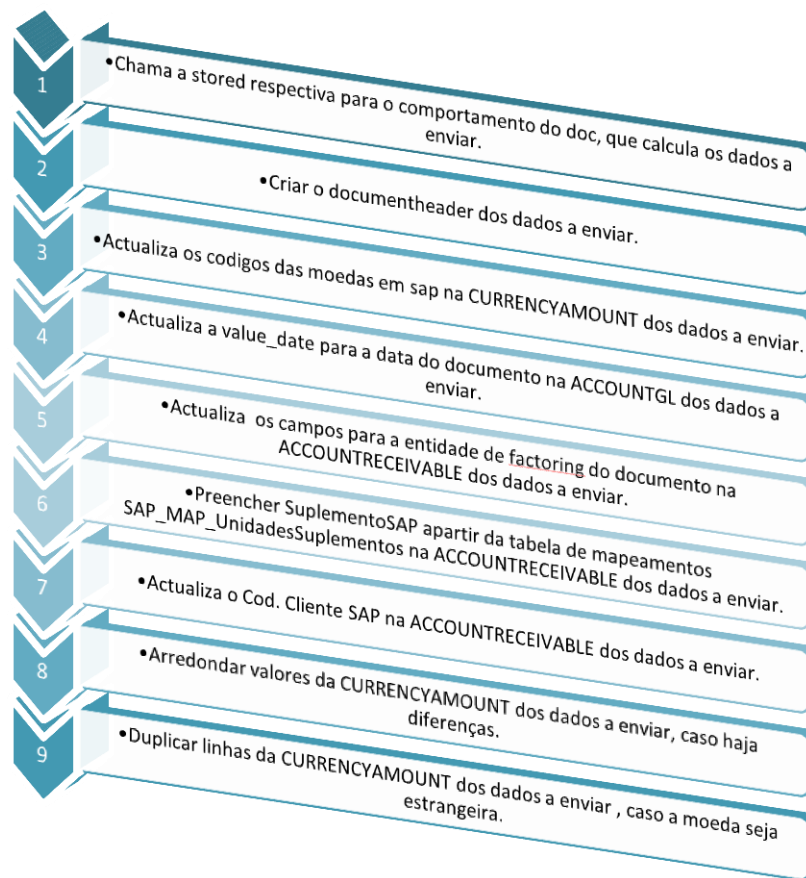 1
•Chama a stored respectiva para o comportamento do doc, que calcula os dados a
enviar.
2
•Criar o documentheader dos dados a enviar.
3
•Actualiza os codigos das moedas em sap na CURRENCYAMOUNT dos dados a enviar.
4
•Actualiza a value_date para a data do documento na ACCOUNTGL dos dados a
enviar.
5
•Actualiza  os campos para a entidade de factoring do documento na
ACCOUNTRECEIVABLE dos dados a enviar.
6
•Preencher SuplementoSAP apartir da tabela de mapeamentos
SAP_MAP_UnidadesSuplementos na ACCOUNTRECEIVABLE dos dados a enviar.
7
•Actualiza o Cod. Cliente SAP na ACCOUNTRECEIVABLE dos dados a enviar.
8
•Arredondar valores da CURRENCYAMOUNT dos dados a enviar, caso haja
diferenças.
9
•Duplicar linhas da CURRENCYAMOUNT dos dados a enviar , caso a moeda seja
estrangeira.